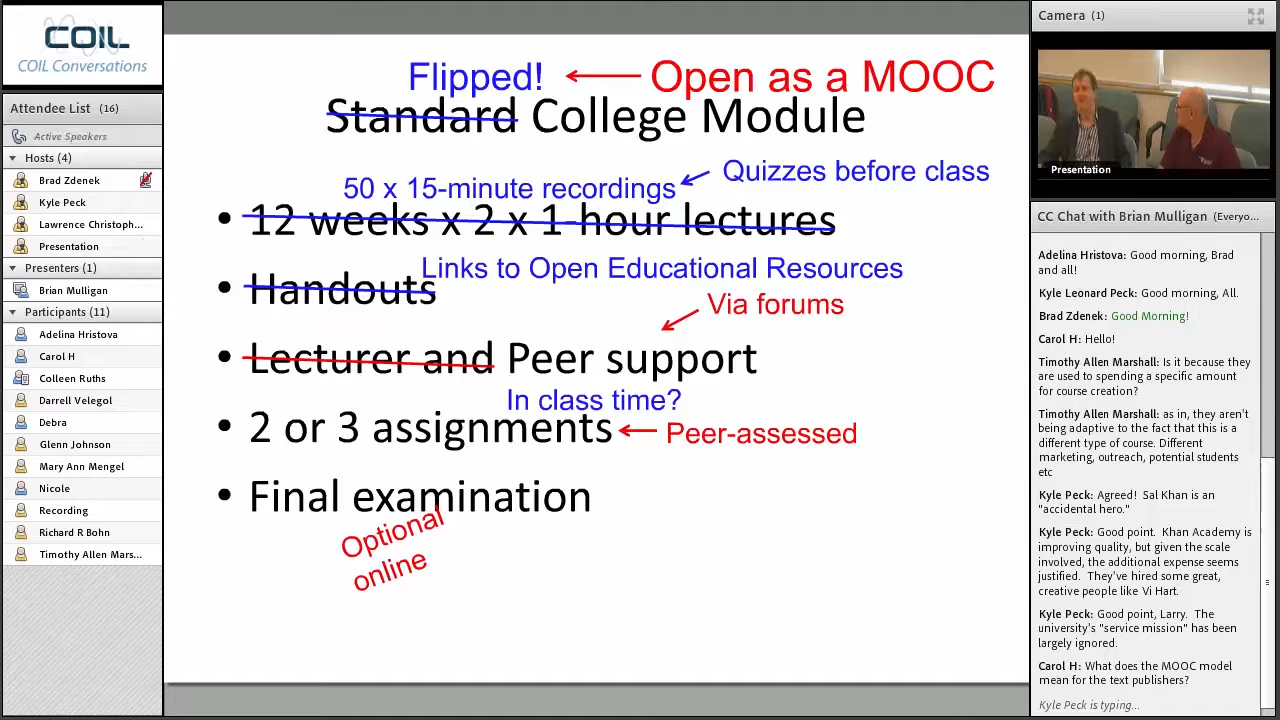 COIL
COIL Conversations
Attendee List (16)
Active Speakers
Hosts (4)
Brad Zdenek
Kyle Peck
Lawrence Christoph...
Presentation
Presenters (1)
Brian Mulligan
Participants (11)
Adelina Hristova
Carol H
Colleen Ruths
Darrell Velegol
Debra
Glenn Johnson
Mary Ann Mengel
Nicole
Recording
Richard R Bohn
Timothy Allen Mars...
Flipped! Open as a MOOC
Standard College Module
Quizzes before class
50 x 15-minute recordings
• 12 weeks x 2 x 1-hour lectures
Links to Open Educational Resources
• Handouts
Via forums
• Lecturer and Peer support
In class time?
• 2 or 3 assignments Peer-assessed
• Final examination
Optional
online
Camera (1)
Presentation
CC Chat with Brian Mulligan (Everyo...
Adelina Hristova: Good morning, Brad
and all!
Kyle Leonard Peck: Good morning, All.
Brad Zdenek: Good Morning!
Carol H: Hello!
Timothy Allen Marshall: Is it because they
are used to spending a specific amount
for course creation?
Timothy Allen Marshall: as in, they aren't
being adaptive to the fact that this is a
different type of course. Different
marketing, outreach, potential students
etc
Kyle Peck: Agreed! Sal Khan is an
"accidental hero."
Kyle Peck: Good point. Khan Academy is
improving quality, but given the scale
involved, the additional expense seems
justified. They've hired some great,
creative people like Vi Hart.
Kyle Peck: Good point, Larry. The
university's "service mission" has been
largely ignored.
Carol H: What does the MOOC model
mean for the text publishers?
Kyle Peck is typing...